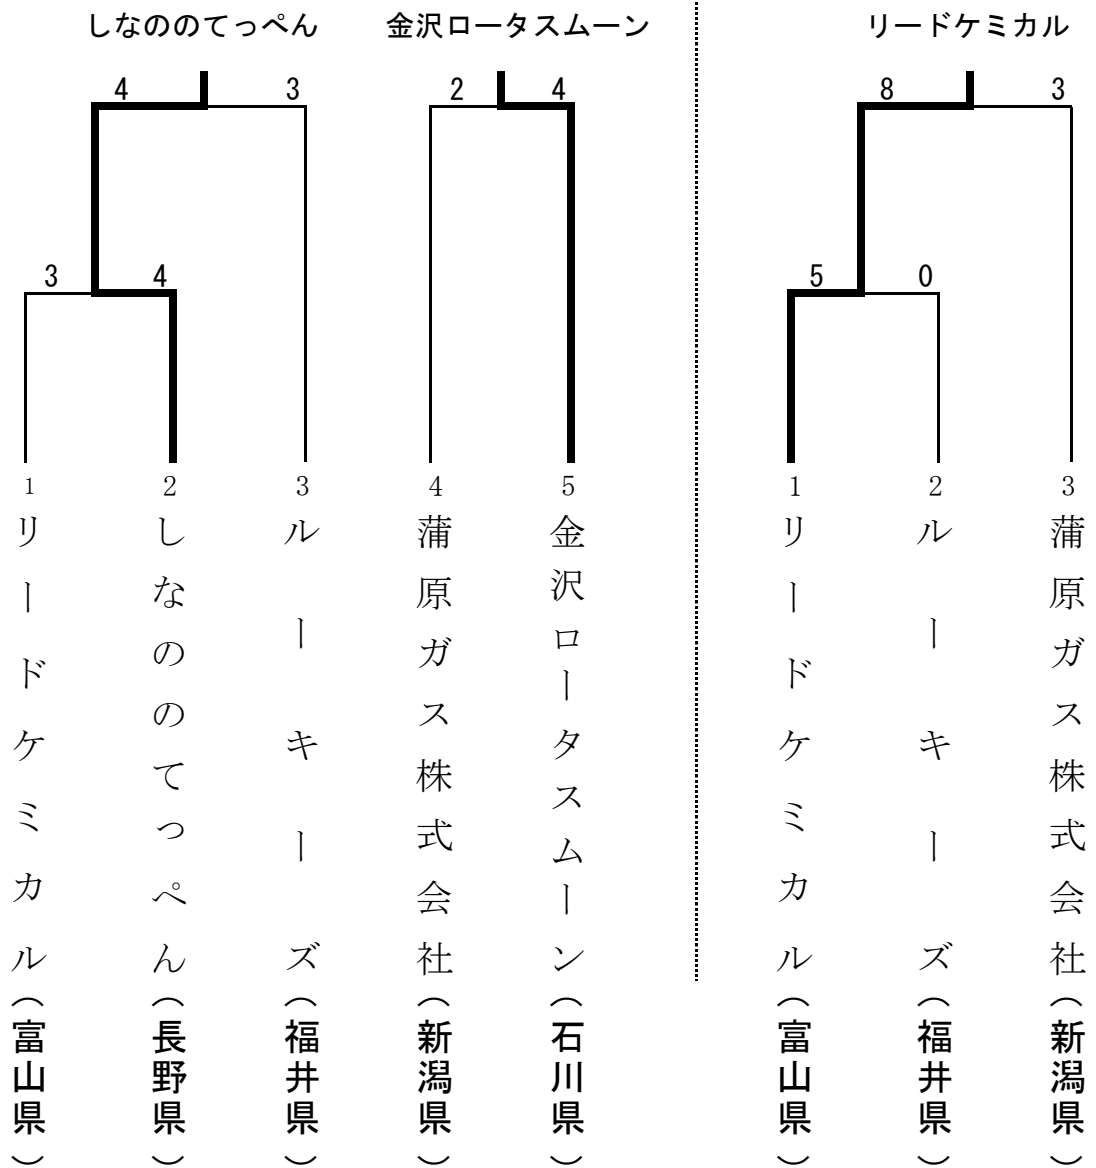 しなののてっぺん
金沢ロータスムーン
リードケミカル
4
3
2
4
8
3
3
4
5
0
1
リードケミカル（富山県）
2
しなののてっぺん（長野県）
3
ルーキーズ（福井県）
4
蒲原ガス株式会社（新潟県）
5
金沢ロータスムーン（石川県）
1
リードケミカル（富山県）
2
ルーキーズ（福井県）
3
蒲原ガス株式会社（新潟県）